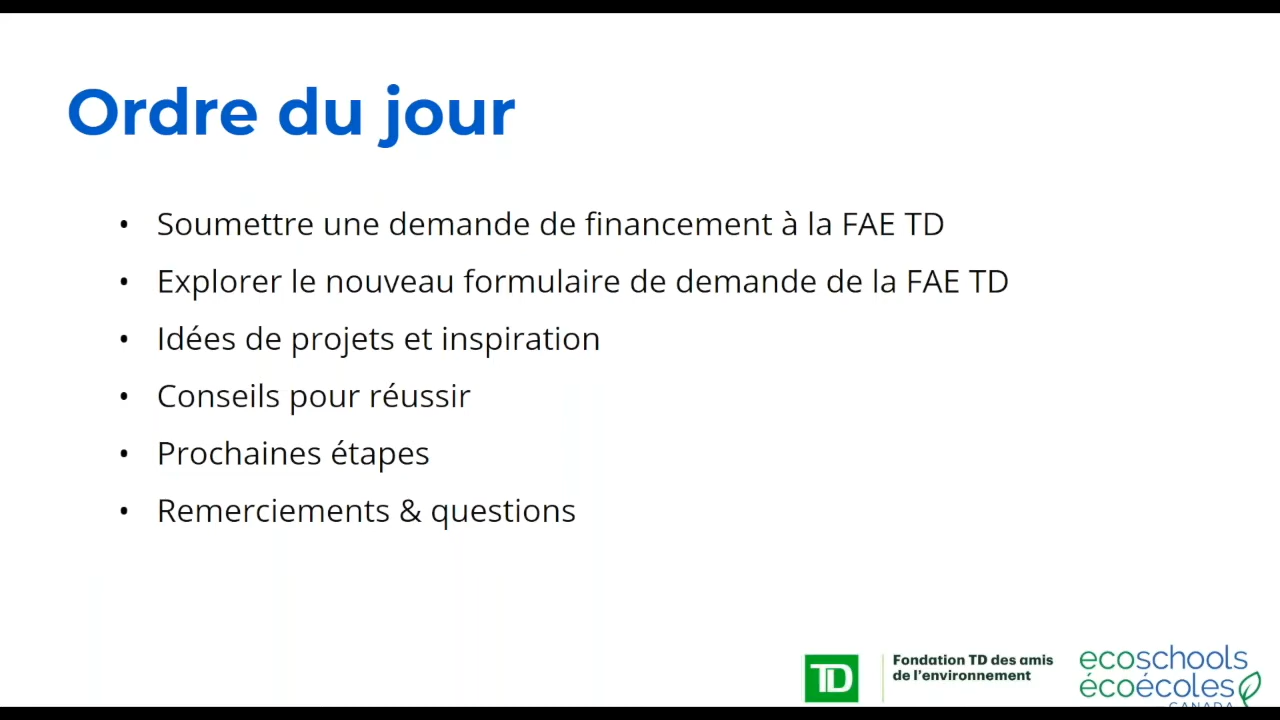 Ordre du jour
• Soumettre une demande de financement à la FAE TD
• Explorer le nouveau formulaire de demande de la FAE TD
• Idées de projets et inspiration
• Conseils pour réussir
• Prochaines étapes
• Remerciements & questions
TD
Fondation TD des amis
de l'environnement
ecoschools
écoécoles
CANADA